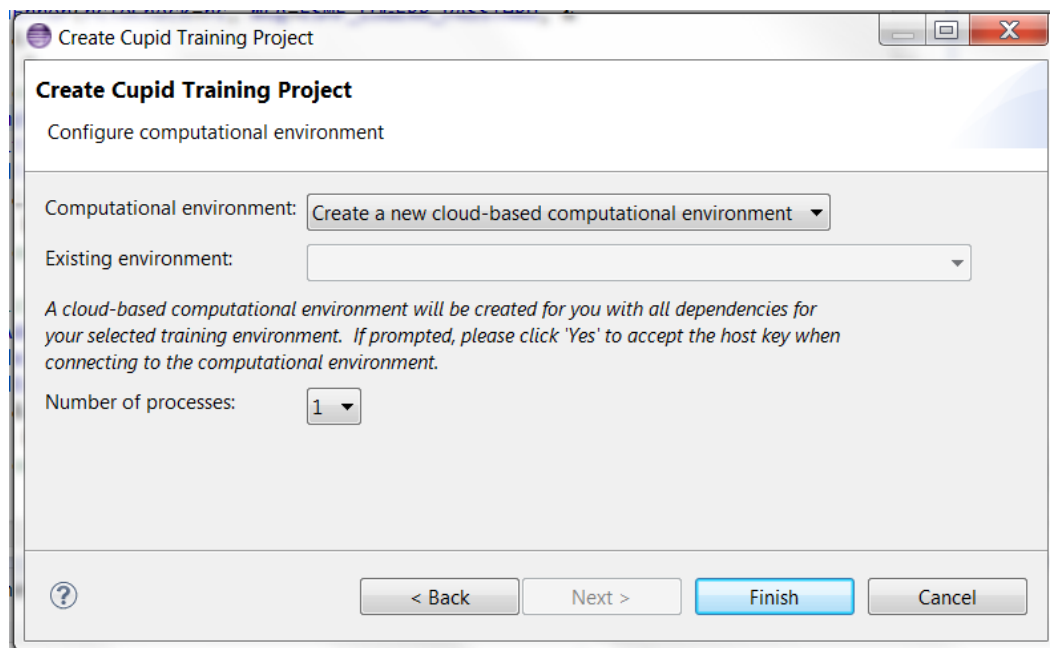 Create Cupid Training Project
Create Cupid Training Project
Configure computational environment
Computational environment: Create a new cloud-based computational environment
Existing environment:
A cloud-based computational environment will be created for you with all dependencies for
your selected training environment. If prompted, please click 'Yes' to accept the host key when
connecting to the computational environment.
Number of processes: 1
? < Back Next > Finish Cancel